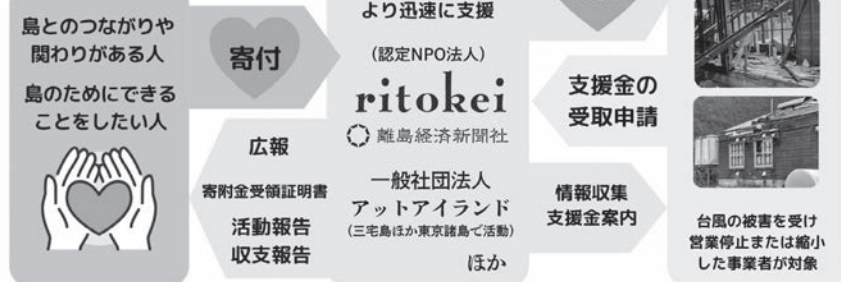 島とのつながりや
関わりがある人
島のためにできる
ことをしたい人
寄付
広報
寄附金受領証明書
活動報告
収支報告
より迅速に支援
(認定NPO法人)
ritokei
離島経済新聞社
一般社団法人
アットアイランド
(三宅島ほか東京諸島で活動)
ほか
支援金の
受取申請
情報収集
支援金案内
台風の被害を受け
営業停止または縮小
した事業者が対象